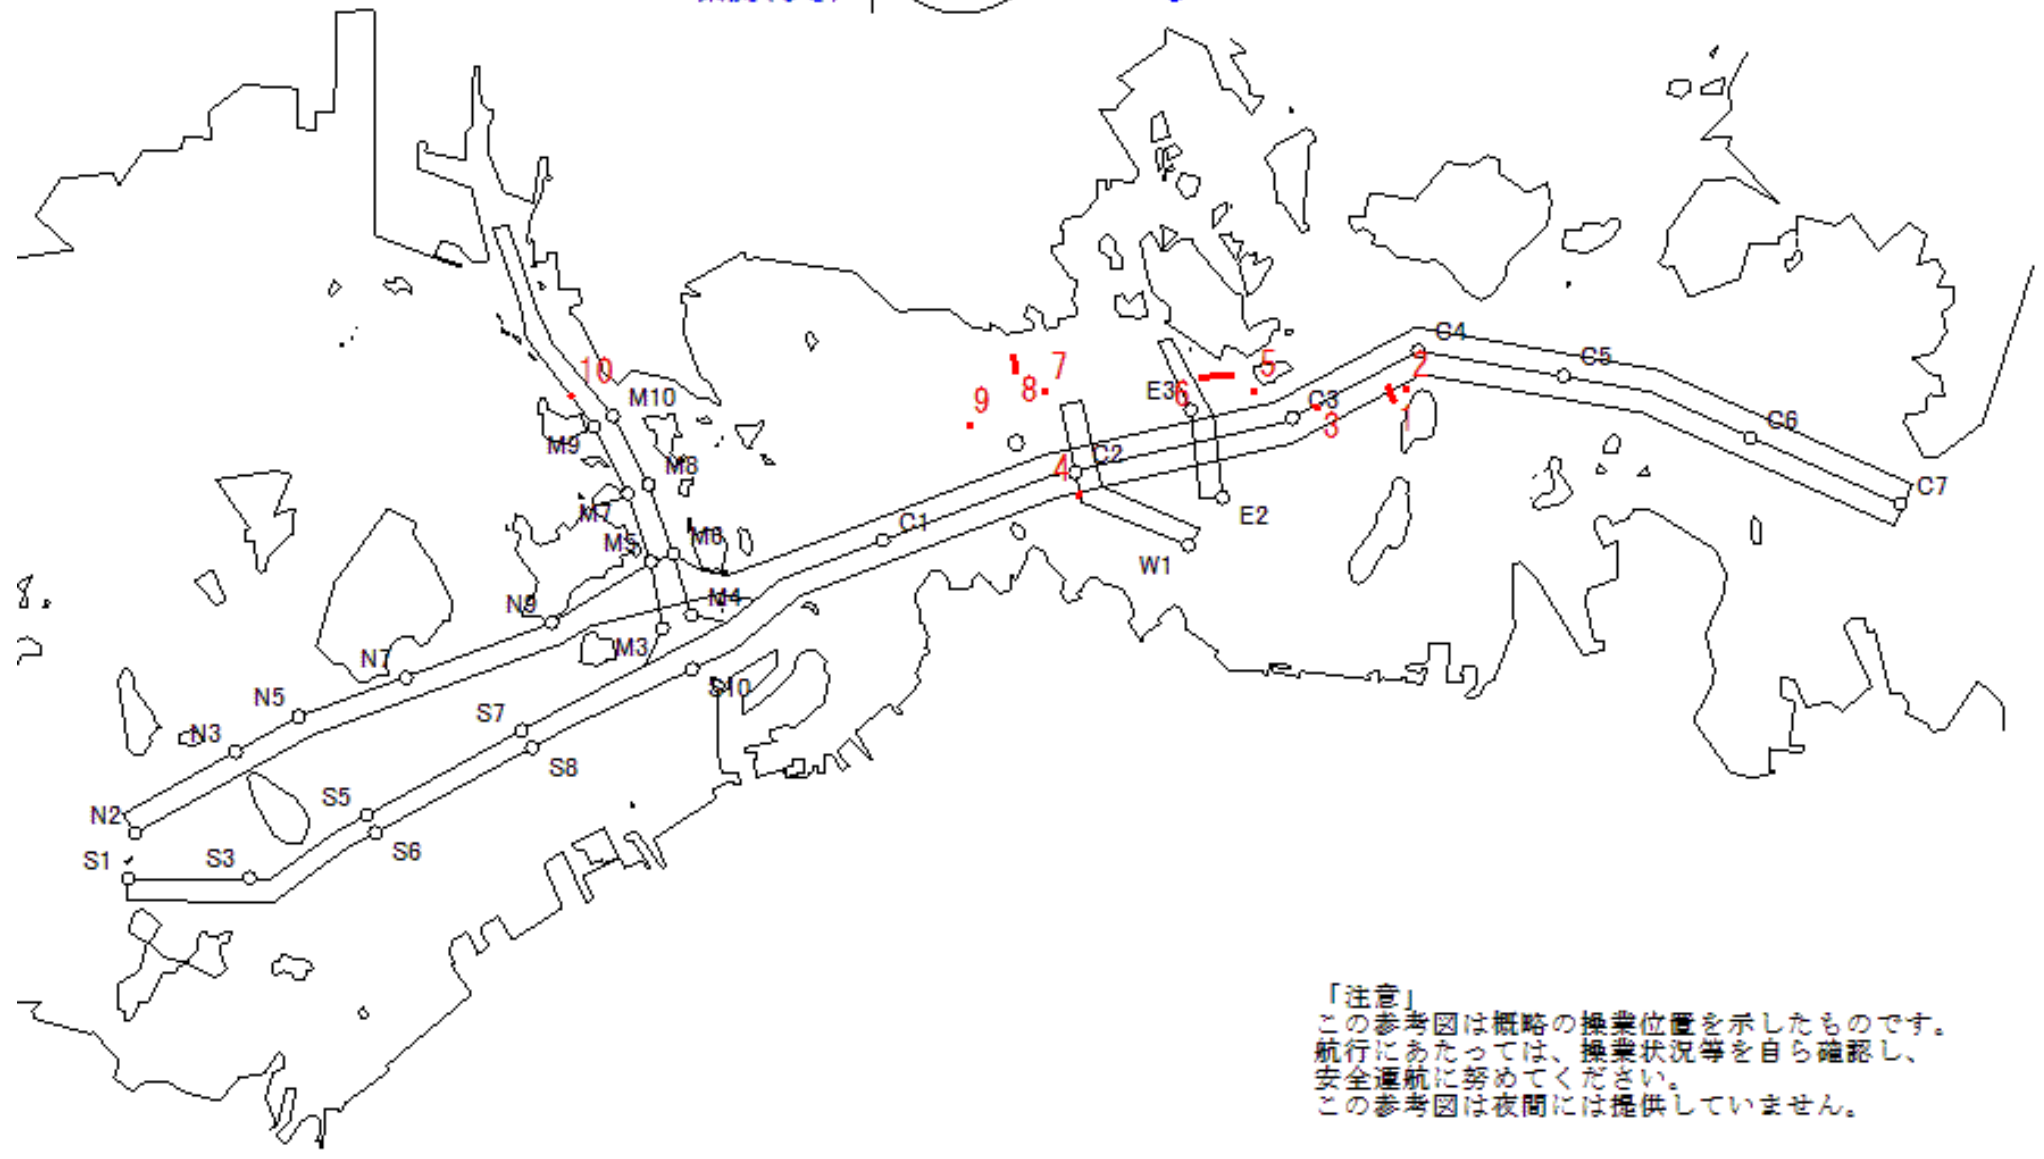 C4
C5
10
7
5
2
M10
9
8
E3
6
C3
1
3
C6
M9
C2
M8
4
C7
M7
E2
C1
M6
M5
W1
N9
M4
M3
N7
S10
N5
S7
N3
S8
S5
N2
S6
S1
S3
「注意」
この参考図は概略の操業位置を示したものです。
航行にあたっては、操業状況等を自ら確認し、
安全運航に努めてください。
この参考図は夜間には提供していません。